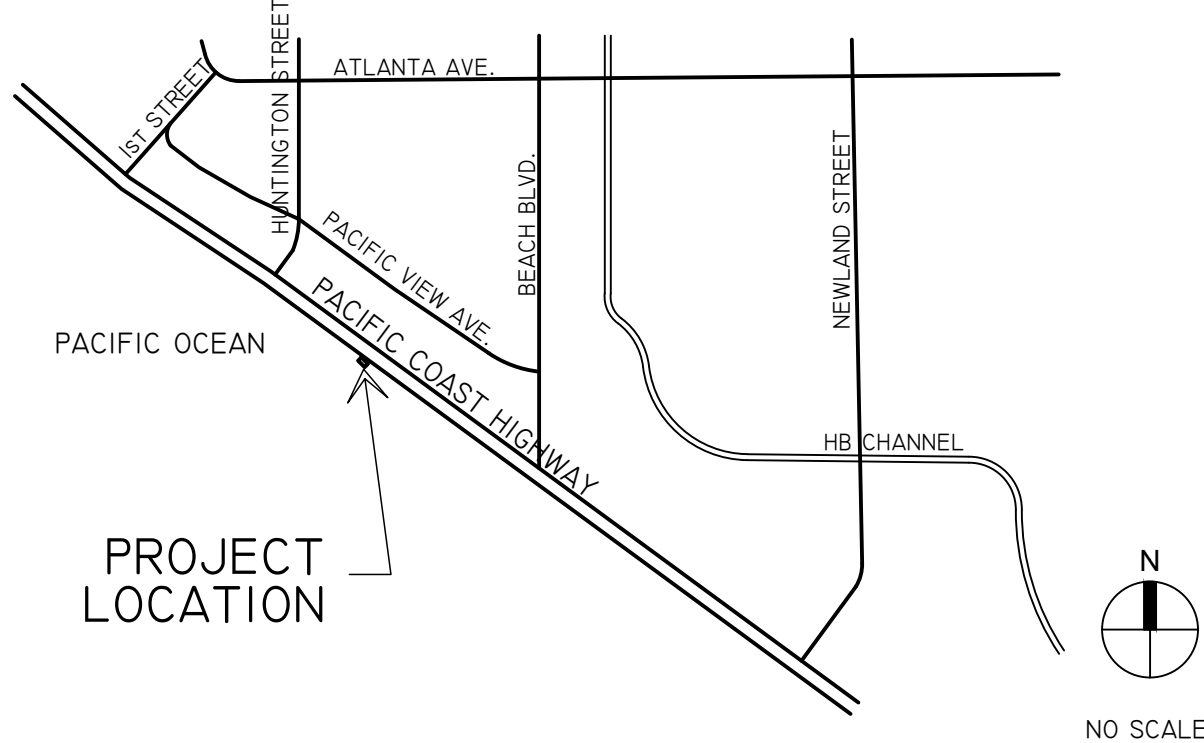 HUNTINGTON STREET
ATLANTA AVE.
1ST STREET
PACIFIC VIEW AVE.
BEACH BLVD.
NEWLAND STREET
PACIFIC COAST HIGHWAY
PACIFIC OCEAN
HB CHANNEL
PROJECT
LOCATION
N
NO SCALE